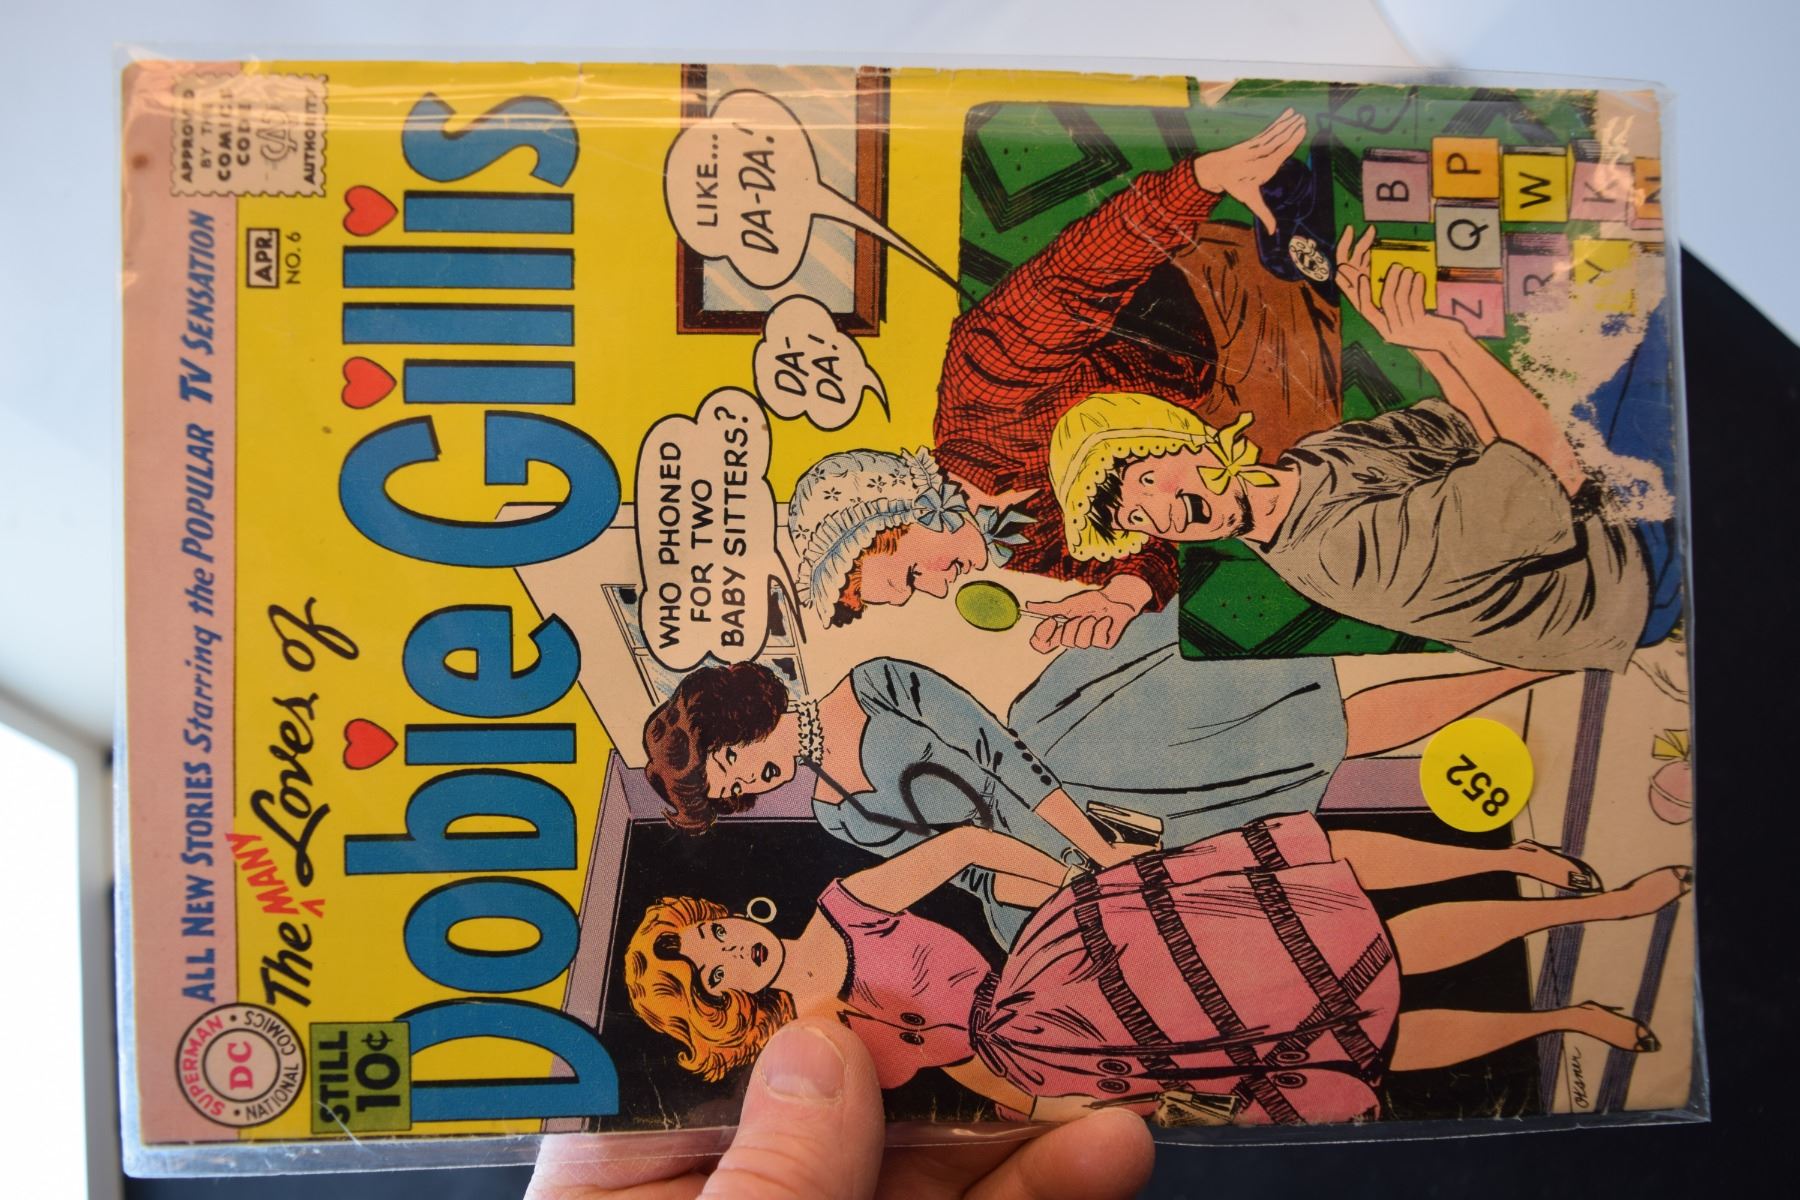 ALL NEW STORIES Starring the POPULAR TV SENSATION
APPROVED
BY THE
COMICS
CODE
CA
AUTHORITY
SUPERMAN
DC
NATIONAL COMICS
APR.
NO. 6
STILL
10¢
The MANY Loves of
Dobie Gillis
WHO PHONED
FOR TWO
BABY SITTERS?
DA-
DA!
LIKE...
DA-DA!
B
P
W
K
N
Q
Z
R
Y
852
Oksner